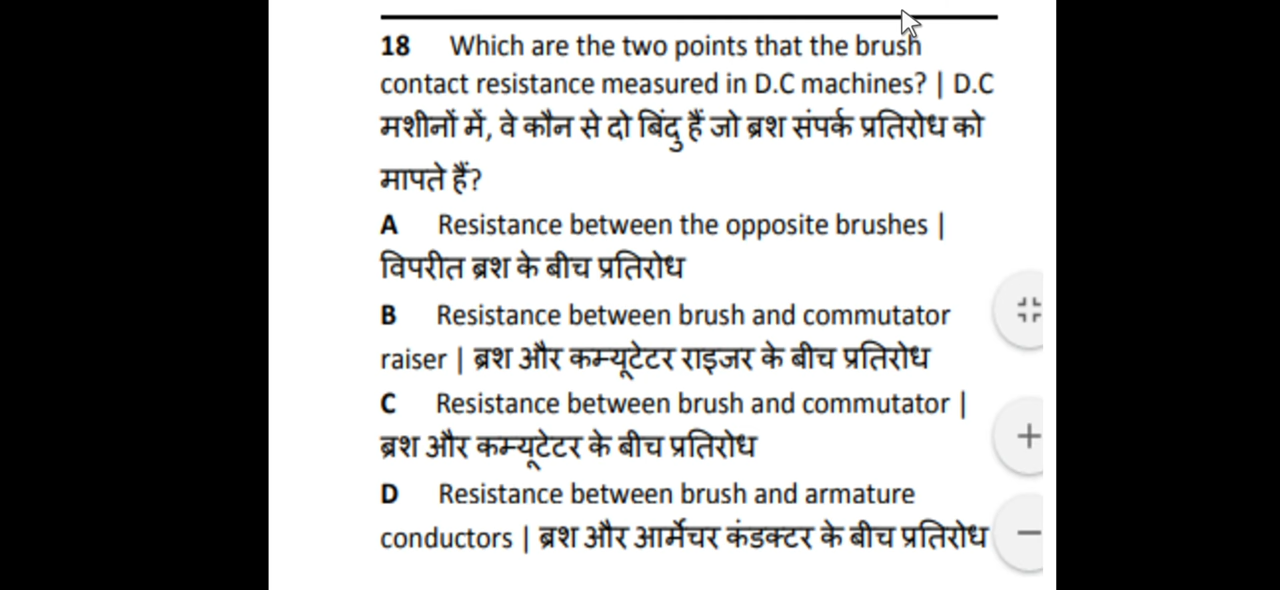 18 Which are the two points that the brush
contact resistance measured in D.C machines? | D.C
मशीनों में, वे कौन से दो बिंदु हैं जो ब्रश संपर्क प्रतिरोध को
मापते हैं?
A Resistance between the opposite brushes |
विपरीत ब्रश के बीच प्रतिरोध
B Resistance between brush and commutator
raiser | ब्रश और कम्यूटेटर राइजर के बीच प्रतिरोध
C Resistance between brush and commutator |
ब्रश और कम्यूटेटर के बीच प्रतिरोध
D Resistance between brush and armature
conductors | ब्रश और आर्मेचर कंडक्टर के बीच प्रतिरोध